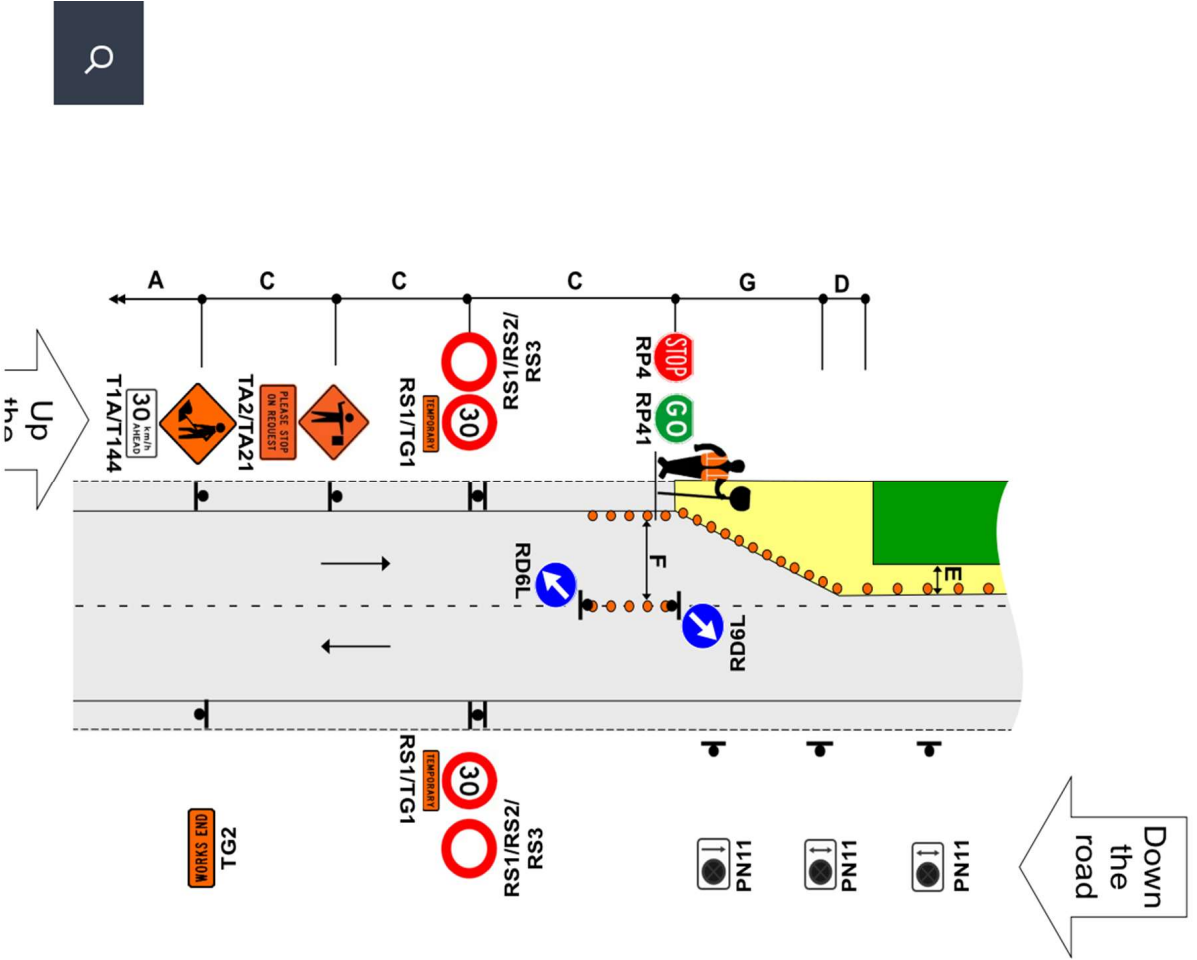 A
C
C
C
G
D
Up
the
T1A/T144
30 km/h
AHEAD
TA2/TA21
PLEASE STOP
ON REQUEST
RS1/TG1
TEMPORARY
30
RS1/RS2/
RS3
RP4
STOP
RP41
GO
F
E
RD6L
RD6L
RS1/TG1
TEMPORARY
30
RS1/RS2/
RS3
WORKS END
TG2
PN11
PN11
PN11
Down
the
road